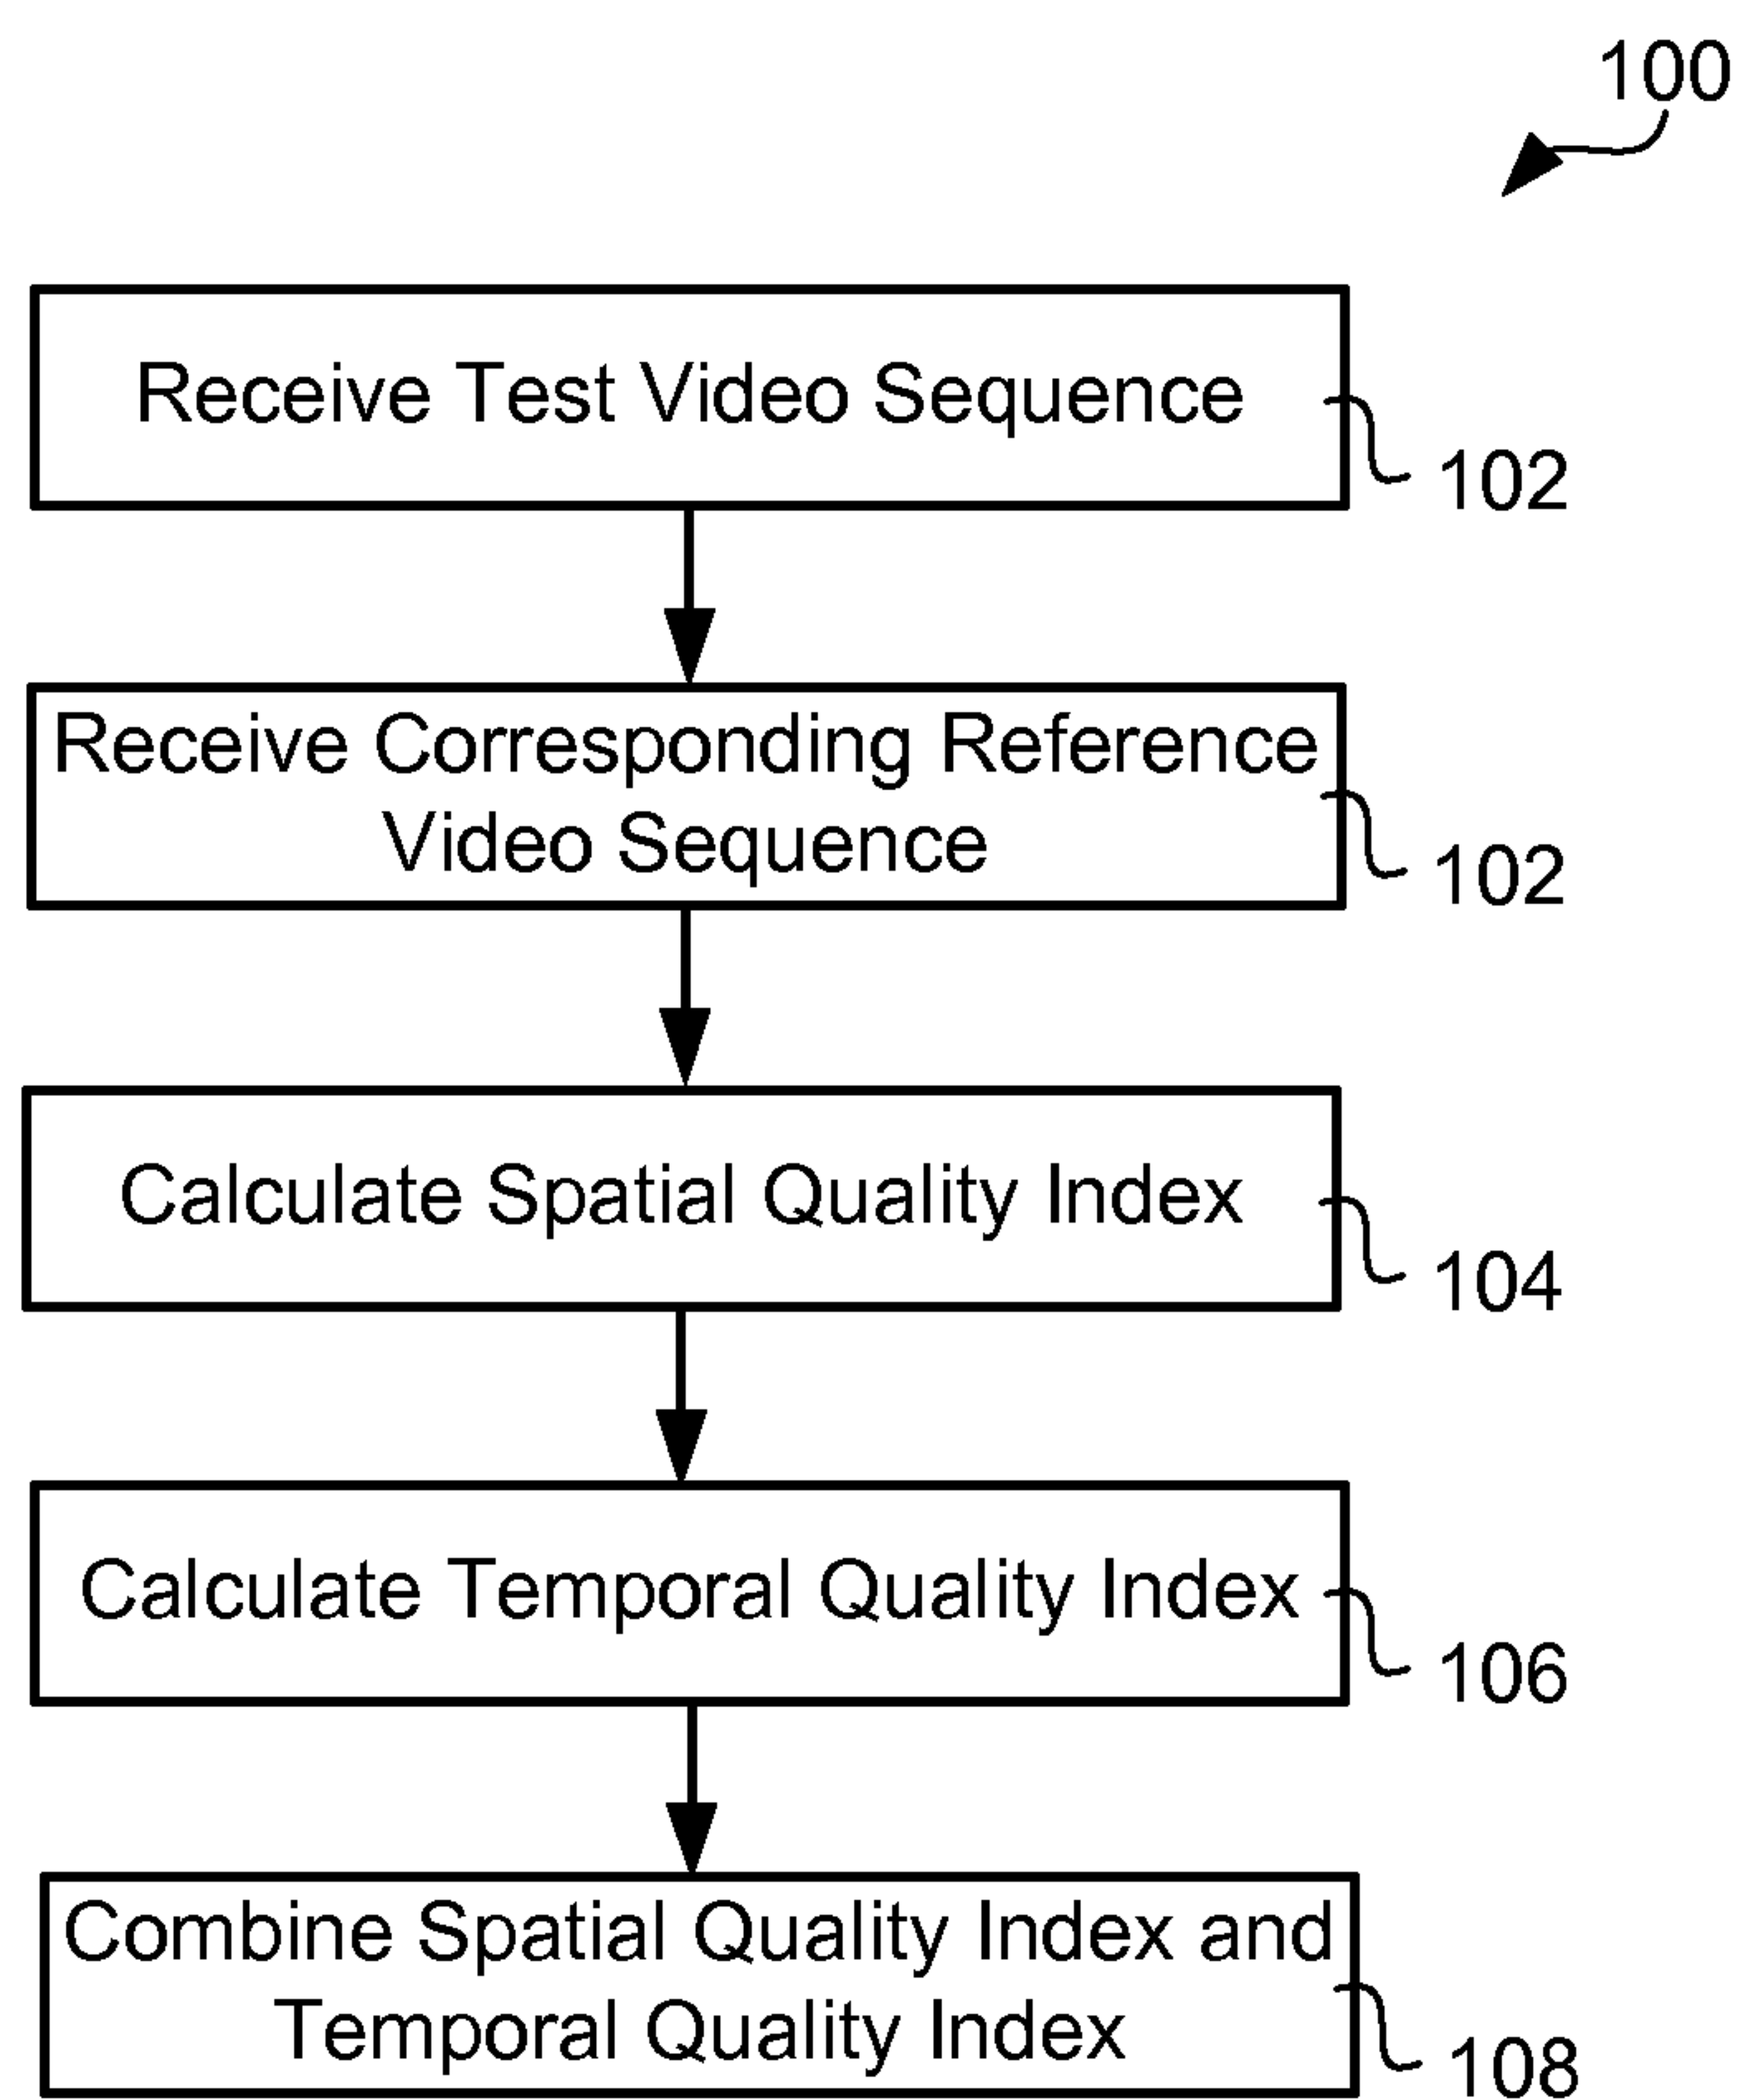 100
Receive Test Video Sequence
102
Receive Corresponding Reference
Video Sequence
102
Calculate Spatial Quality Index
104
Calculate Temporal Quality Index
106
Combine Spatial Quality Index and
Temporal Quality Index
108